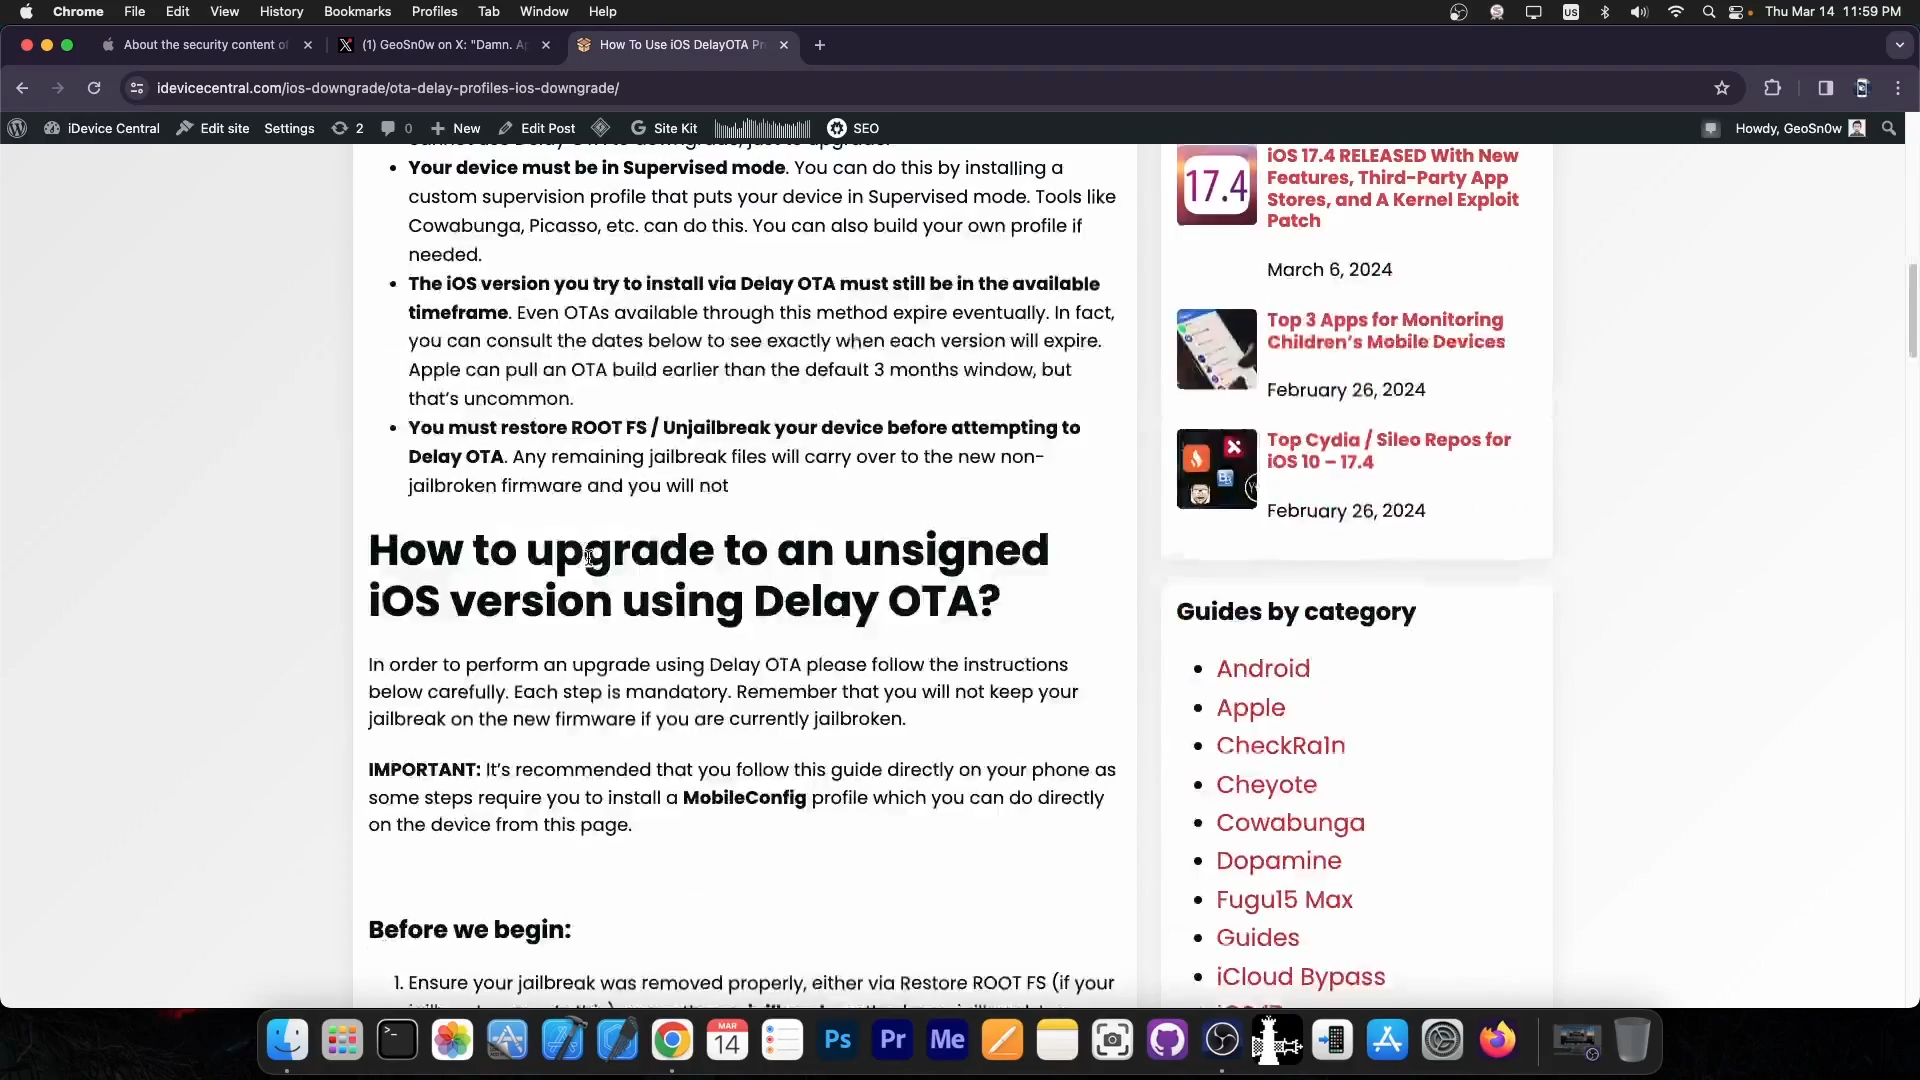 Chrome File Edit View History Bookmarks Profiles Tab Window Help
US
Thu Mar 14 11:59 PM
About the security content of
(1) GeoSn0w on X: "Damn. Ap
How To Use iOS DelayOTA Pr
idevicecentral.com/ios-downgrade/ota-delay-profiles-ios-downgrade/
iDevice Central
Edit site
Settings
2
0
New
Edit Post
Site Kit
SEO
Howdy, GeoSn0w
cannot use Delay OTA to downgrade, just to upgrade.
Your device must be in Supervised mode. You can do this by installing a
custom supervision profile that puts your device in Supervised mode. Tools like
Cowabunga, Picasso, etc. can do this. You can also build your own profile if
needed.
The iOS version you try to install via Delay OTA must still be in the available
timeframe. Even OTAs available through this method expire eventually. In fact,
you can consult the dates below to see exactly when each version will expire.
Apple can pull an OTA build earlier than the default 3 months window, but
that's uncommon.
You must restore ROOT FS / Unjailbreak your device before attempting to
Delay OTA. Any remaining jailbreak files will carry over to the new non-
jailbroken firmware and you will not
How to upgrade to an unsigned
iOS version using Delay OTA?
In order to perform an upgrade using Delay OTA please follow the instructions
below carefully. Each step is mandatory. Remember that you will not keep your
jailbreak on the new firmware if you are currently jailbroken.
IMPORTANT: It's recommended that you follow this guide directly on your phone as
some steps require you to install a MobileConfig profile which you can do directly
on the device from this page.
Before we begin:
1. Ensure your jailbreak was removed properly, either via Restore ROOT FS (if your
17.4
iOS 17.4 RELEASED With New
Features, Third-Party App
Stores, and A Kernel Exploit
Patch
March 6, 2024
Top 3 Apps for Monitoring
Children's Mobile Devices
February 26, 2024
Top Cydia / Sileo Repos for
iOS 10 – 17.4
February 26, 2024
Guides by category
Android
Apple
CheckRa1n
Cheyote
Cowabunga
Dopamine
Fugu15 Max
Guides
iCloud Bypass
MAR
14
Ps
Pr
Me